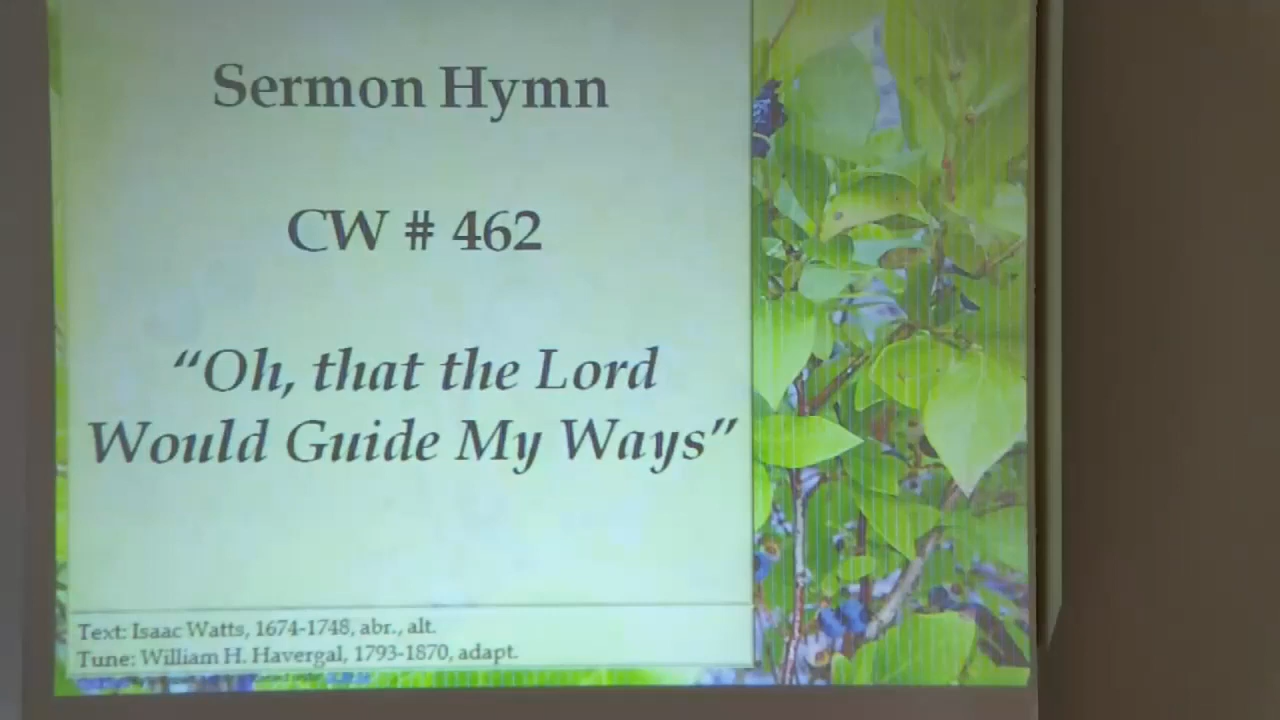 Sermon Hymn
CW # 462
“Oh, that the Lord
Would Guide My Ways”
Text: Isaac Watts, 1674-1748, abr., alt.
Tune: William H. Havergal, 1793-1870, adapt.